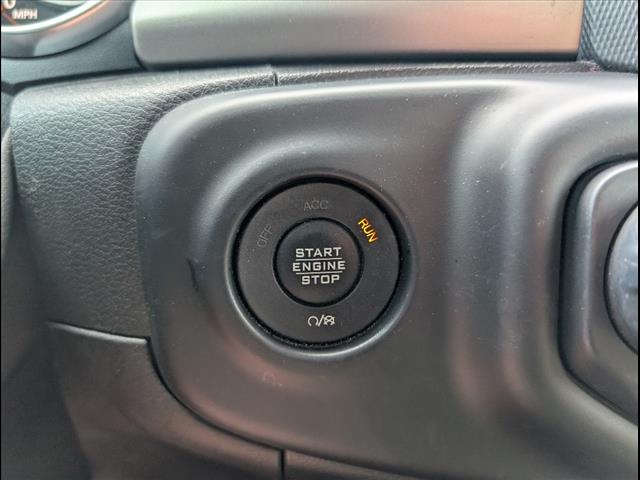 MPH
OFF
ACC
RUN
START
ENGINE
STOP